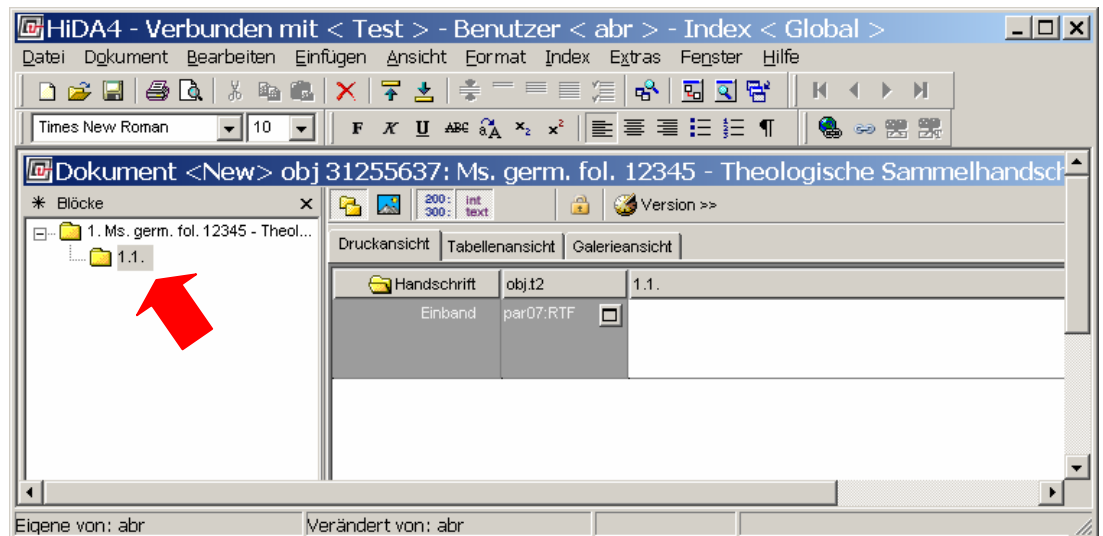 HiDA4 - Verbunden mit < Test > - Benutzer < abr > - Index < Global >
Datei Dokument Bearbeiten Einfügen Ansicht Format Index Extras Fenster Hilfe
Times New Roman 10 F K U ABC x₂ x² ¶
Dokument <New> obj 31255637: Ms. germ. fol. 12345 - Theologische Sammelhandsch
Blöcke x 200: int 300: text Version >>
1. Ms. germ. fol. 12345 - Theol...
1.1.
Druckansicht Tabellenansicht Galerieansicht
Handschrift obj.t2 1.1.
Einband par07:RTF
Eigene von: abr Verändert von: abr